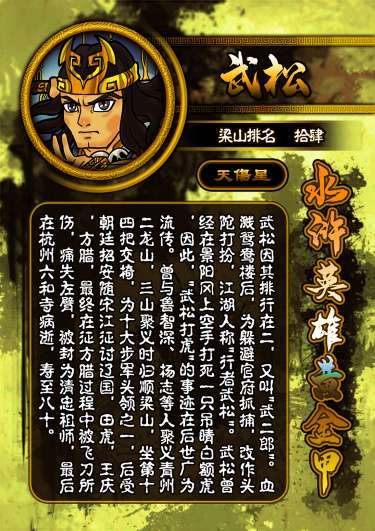 武松
梁山排名 拾肆
天傷星
水浒英雄黄金甲
武松因其排行在二，又叫“武二郎”。血
溅鸳鸯楼后，为躲避官府抓捕，改作头
陀打扮，江湖人称“行者武松”。武松曾
经在景阳冈上空手打死一只吊睛白额虎
，因此，“武松打虎”的事迹在后世广为
流传。曾与鲁智深、杨志等人聚义青州
二龙山，三山聚义时归顺梁山，坐第十
四把交椅，为十大步军头领之一，后受
朝廷招安随宋江征讨辽国，田虎，王庆
，方腊，最终在征方腊过程中被飞刀所
伤，痛失左臂，被封为清忠祖师，最后
在杭州六和寺病逝，寿至八十。